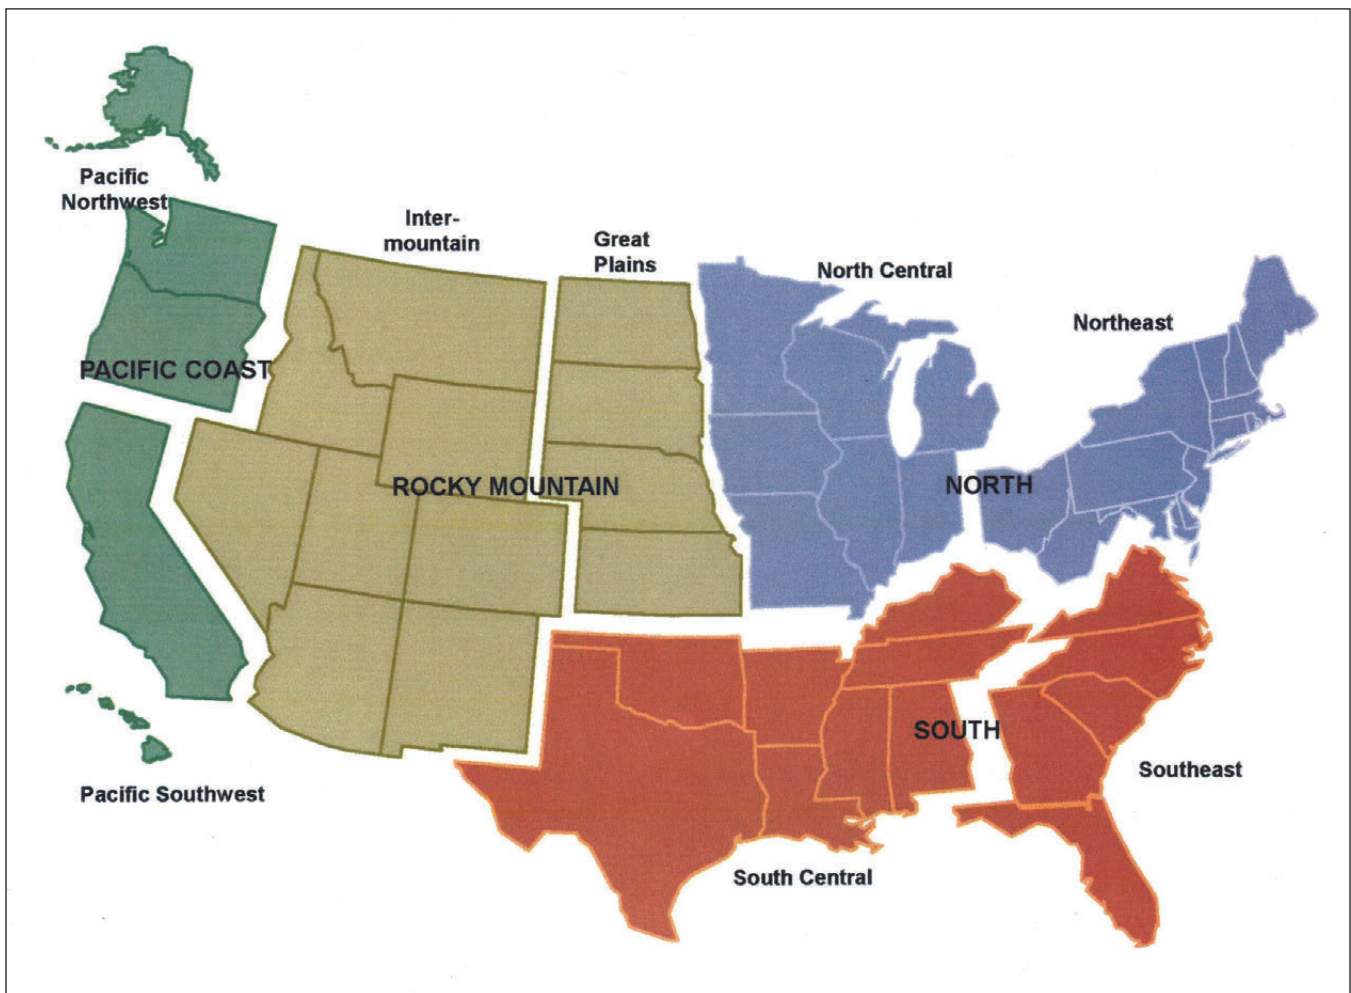 Pacific
Northwest
Inter-
mountain
Great
Plains
North Central
Northeast
PACIFIC COAST
ROCKY MOUNTAIN
NORTH
SOUTH
Southeast
Pacific Southwest
South Central